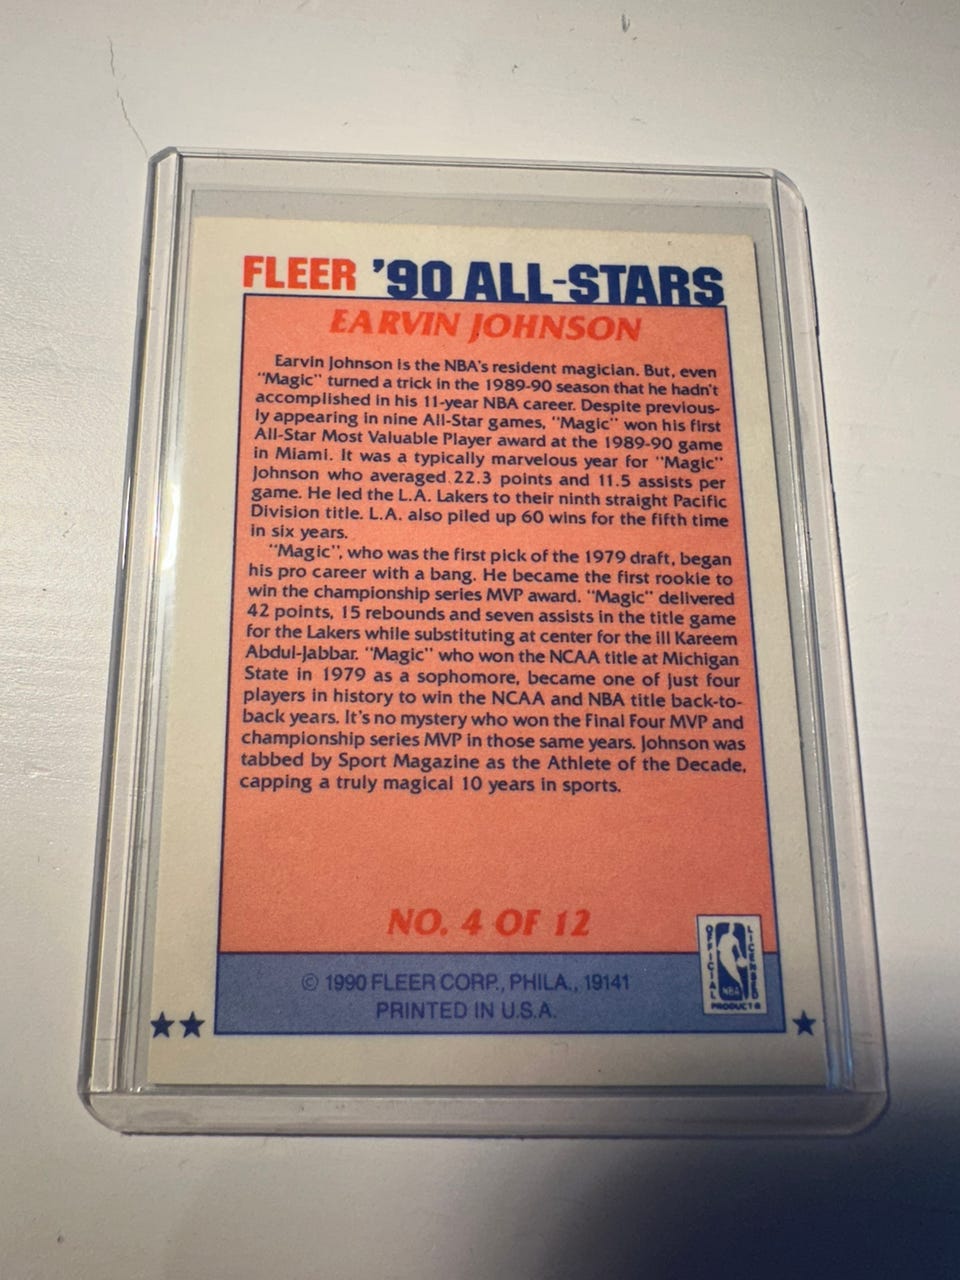 FLEER '90 ALL-STARS
EARVIN JOHNSON
Earvin Johnson is the NBA's resident magician. But, even
"Magic" turned a trick in the 1989-90 season that he hadn't
accomplished in his 11-year NBA career. Despite previous-
ly appearing in nine All-Star games, "Magic" won his first
All-Star Most Valuable Player award at the 1989-90 game
in Miami. It was a typically marvelous year for "Magic"
Johnson who averaged 22.3 points and 11.5 assists per
game. He led the L.A. Lakers to their ninth straight Pacific
Division title. L.A. also piled up 60 wins for the fifth time
in six years.
"Magic", who was the first pick of the 1979 draft, began
his pro career with a bang. He became the first rookie to
win the championship series MVP award. "Magic" delivered
42 points, 15 rebounds and seven assists in the title game
for the Lakers while substituting at center for the ill Kareem
Abdul-Jabbar. "Magic" who won the NCAA title at Michigan
State in 1979 as a sophomore, became one of just four
players in history to win the NCAA and NBA title back-to-
back years. It's no mystery who won the Final Four MVP and
championship series MVP in those same years. Johnson was
tabbed by Sport Magazine as the Athlete of the Decade,
capping a truly magical 10 years in sports.
NO. 4 OF 12
OFFICIAL
LICENSED
NBA
PRODUCT ®
© 1990 FLEER CORP., PHILA., 19141
PRINTED IN U.S.A.